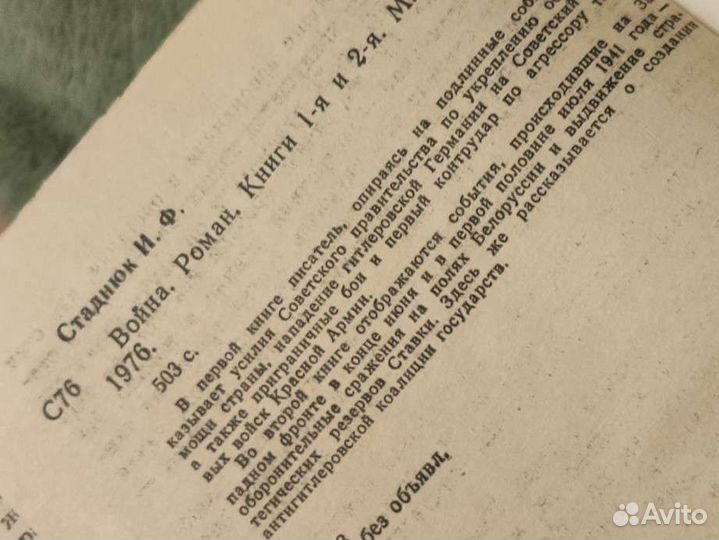 Стаднюк И. Ф.
С76 Война. Роман. Книги 1-я и 2-я. М.
1976.
503 с.
В первой книге писатель, опираясь на подлинные соб
казывает усилия Советского правительства по укреплению об
мощи страны, нападение гитлеровской Германии на Советский
а также приграничные бои и первый контрудар по агрессору
вых войск Красной Армии.
Во второй книге отображаются события, происходившие на За
падном фронте в конце июня и в первой половине июля 1941 года —
оборонительные сражения на полях Белоруссии и выдвижение стра
тегических резервов Ставки. Здесь же рассказывается о создании
антигитлеровской коалиции государств.
без объявл.
Avito